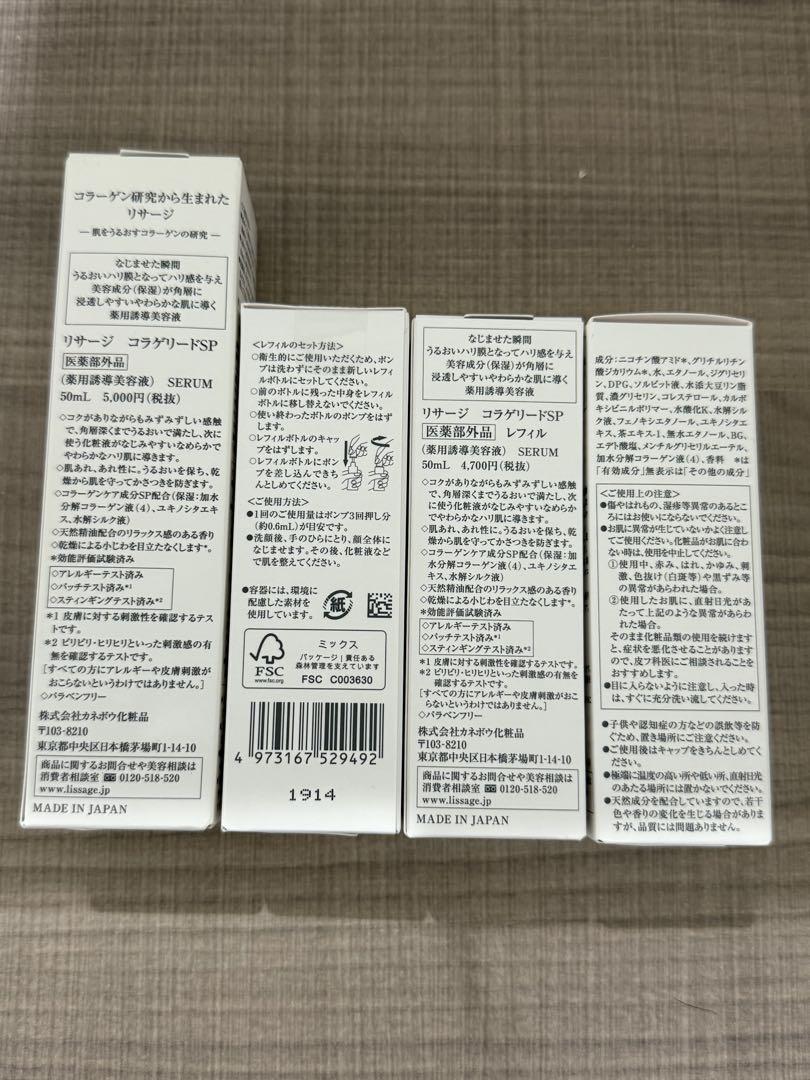 コラーゲン研究から生まれた
リサージ
― 肌をうるおすコラーゲンの研究 ―
なじませた瞬間
うるおいハリ膜となってハリ感を与え
美容成分（保湿）が角層に
浸透しやすいやわらかな肌に導く
薬用誘導美容液
リサージ コラゲリードSP
医薬部外品
（薬用誘導美容液） SERUM
50mL 5,000円（税抜）
◇コクがありながらもみずみずしい感触
で、角層深くまでうるおいで満たし、次に
使う化粧液がなじみやすいなめらかで
やわらかな肌に導きます。
◇肌あれ、あれ性に。うるおいを保ち、乾
燥から肌を守ってかさつきを防ぎます。
◇コラーゲンケア成分SP配合（保湿：加水
分解コラーゲン液（4）、ユキノシタエキ
ス、水解シルク液）
◇天然精油配合のリラックス感のある香り
◇乾燥による小じわを目立たなくします*。
*効能評価試験済み
◇アレルギーテスト済み
◇パッチテスト済み*1
◇スティンギングテスト済み*2
*1 皮膚に対する刺激性を確認するテス
トです。
*2 ピリピリ・ヒリヒリといった刺激感の有
無を確認するテストです。
［すべての方にアレルギーや皮膚刺激が
おこらないというわけではありません。］
◇パラベンフリー
株式会社カネボウ化粧品
〒103-8210
東京都中央区日本橋茅場町1-14-10
商品に関するお問合せや美容相談は
消費者相談室 0120-518-520
www.lissage.jp/
MADE IN JAPAN
＜レフィルのセット方法＞
○衛生的にご使用いただくため、ポン
プは洗わずにそのまま新しいレフィ
ルボトルにセットしてください。
○前のボトルに残った中身をレフィル
ボトルに移し替えないでください。
○使い終わったボトルのポンプをはず
します。
○レフィルボトルのキャッ
プをはずします。
○レフィルボトルにポン
プを差し込んできち
んとしめてください。
＜ご使用方法＞
●1回のご使用量はポンプ3回押し分
（約0.6mL）が目安です。
●洗顔後、手のひらにとり、顔全体に
なじませます。その後、化粧液など
で肌を整えてください。
●容器には、環境に
配慮した素材を
使用しています。
紙
FSC
www.fsc.org
ミックス
パッケージ｜責任ある
森林管理を支えています
FSC C003630
4 973167 529492
1914
なじませた瞬間
うるおいハリ膜となってハリ感を与え
美容成分（保湿）が角層に
浸透しやすいやわらかな肌に導く
薬用誘導美容液
リサージ コラゲリードSP
医薬部外品 レフィル
（薬用誘導美容液） SERUM
50mL 4,700円（税抜）
◇コクがありながらもみずみずしい感触
で、角層深くまでうるおいで満たし、次
に使う化粧液がなじみやすいなめらか
でやわらかな肌に導きます。
◇肌あれ、あれ性に。うるおいを保ち、乾
燥から肌を守ってかさつきを防ぎます。
◇コラーゲンケア成分SP配合（保湿：加
水分解コラーゲン液（4）、ユキノシタエ
キス、水解シルク液）
◇天然精油配合のリラックス感のある香り
◇乾燥による小じわを目立たなくします*。
*効能評価試験済み
◇アレルギーテスト済み
◇パッチテスト済み*1
◇スティンギングテスト済み*2
*1 皮膚に対する刺激性を確認するテストです。
*2 ピリピリ・ヒリヒリといった刺激感の有無を
確認するテストです。
［すべての方にアレルギーや皮膚刺激がおこ
らないというわけではありません。］
◇パラベンフリー
株式会社カネボウ化粧品
〒103-8210
東京都中央区日本橋茅場町1-14-10
商品に関するお問合せや美容相談は
消費者相談室 0120-518-520
www.lissage.jp/
MADE IN JAPAN
成分：ニコチン酸アミド*、グリチルリチン
酸ジカリウム*、水、エタノール、ジグリセリ
ン、DPG、ソルビット液、水添大豆リン脂
質、濃グリセリン、コレステロール、カルボ
キシビニルポリマー、水酸化K、水解シル
ク液、フェノキシエタノール、ユキノシタエ
キス、茶エキス-1、無水エタノール、BG、
エデト酸塩、メンチルグリセリルエーテル、
加水分解コラーゲン液（4）、香料 *は
「有効成分」無表示は「その他の成分」
＜ご使用上の注意＞
●傷やはれもの、湿疹等異常のあるとこ
ろにはお使いにならないでください。
●お肌に異常が生じていないかよく注意し
てご使用ください。化粧品がお肌に合わ
ない時は、使用を中止してください。
①使用中、赤み、はれ、かゆみ、刺
激、色抜け（白斑等）や黒ずみ等
の異常があらわれた場合。
②使用したお肌に、直射日光があ
たって上記のような異常があらわ
れた場合。
そのまま化粧品類の使用を続けます
と、症状を悪化させることがあります
ので、皮フ科医にご相談されることを
おすすめします。
●目に入らないように注意し、入った時
は、すぐに充分洗い流してください。
●子供や認知症の方などの誤飲等を防
ぐため、置き場所にご注意ください。
●ご使用後はキャップをきちんとしめてく
ださい。
●極端に温度の高い所や低い所、直射日光
のあたる場所には置かないでください。
●天然成分を配合していますので、若干
色や香りの変化を生じる場合がありま
すが、品質には問題ありません。